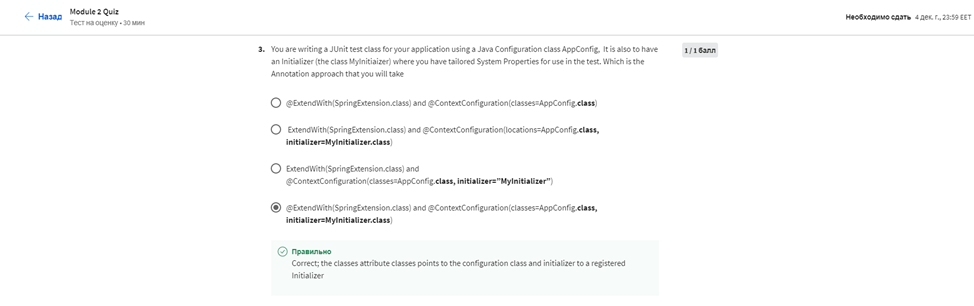 Назад
Module 2 Quiz
Тест на оценку • 30 мин
Необходимо сдать 4 дек. г., 23:59 EET
3. You are writing a JUnit test class for your application using a Java Configuration class AppConfig, It is also to have
an Initializer (the class MyInitiaizer) where you have tailored System Properties for use in the test. Which is the
Annotation approach that you will take
1 / 1 балл
@ExtendWith(SpringExtension.class) and @ContextConfiguration(classes=AppConfig.class)
ExtendWith(SpringExtension.class) and @ContextConfiguration(locations=AppConfig.class,
initializer=MyInitializer.class)
ExtendWith(SpringExtension.class) and
@ContextConfiguration(classes=AppConfig.class, initializer="MyInitializer")
@ExtendWith(SpringExtension.class) and @ContextConfiguration(classes=AppConfig.class,
initializer=MyInitializer.class)
Правильно
Correct; the classes attribute classes points to the configuration class and initializer to a registered
Initializer